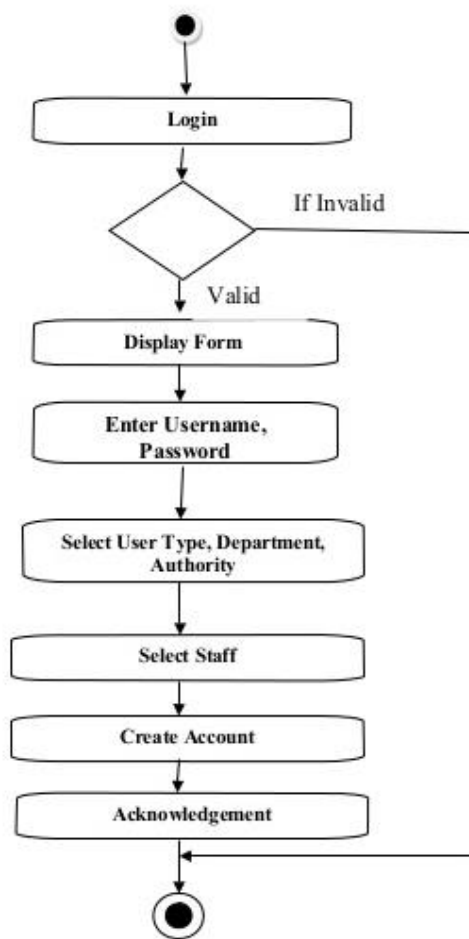 Login
If Invalid
Valid
Display Form
Enter Username,
Password
Select User Type, Department,
Authority
Select Staff
Create Account
Acknowledgement